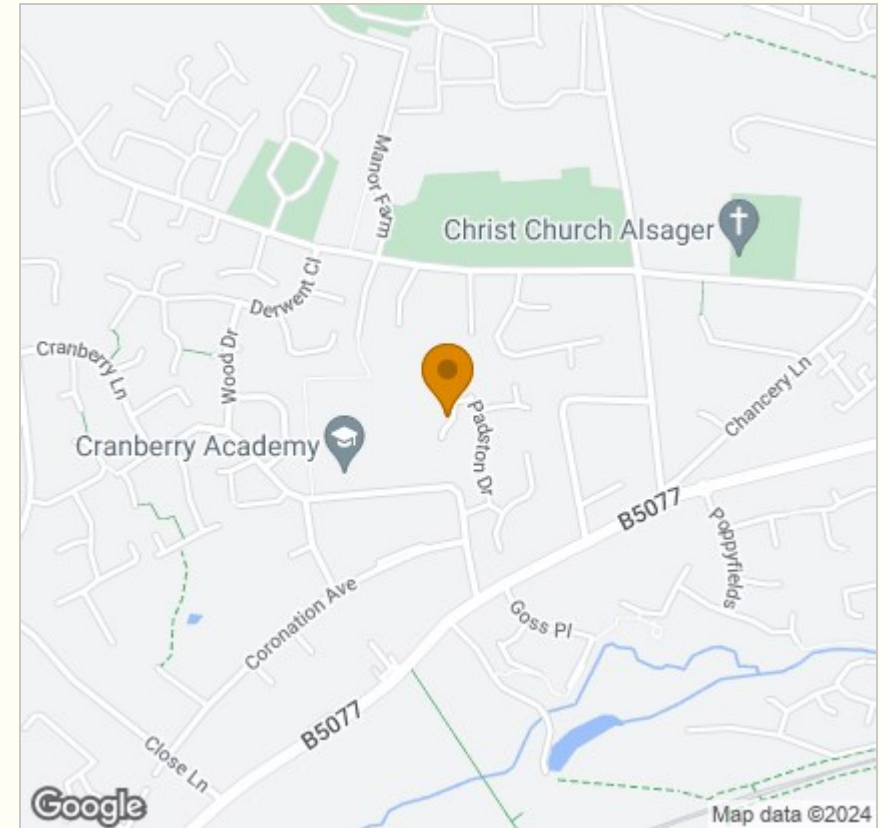 Manor Farm
Christ Church Alsager
Derwent Cl
Wood Dr
Cranberry Ln
Chancery Ln
Padston Dr
Cranberry Academy
B5077
Poppyfields
Coronation Ave
Goss Pl
B5077
Close Ln
Google
Map data ©2024